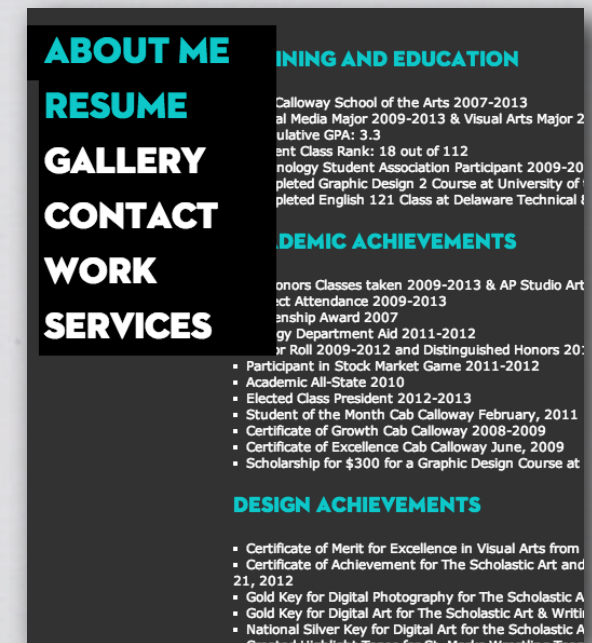 ABOUT ME
RESUME
GALLERY
CONTACT
WORK
SERVICES
INING AND EDUCATION
Calloway School of the Arts 2007-2013
al Media Major 2009-2013 & Visual Arts Major 2
ulative GPA: 3.3
ent Class Rank: 18 out of 112
nology Student Association Participant 2009-20
pleted Graphic Design 2 Course at University of
pleted English 121 Class at Delaware Technical &
DEMIC ACHIEVEMENTS
onors Classes taken 2009-2013 & AP Studio Art
ect Attendance 2009-2013
enship Award 2007
gy Department Aid 2011-2012
or Roll 2009-2012 and Distinguished Honors 201
▪ Participant in Stock Market Game 2011-2012
▪ Academic All-State 2010
▪ Elected Class President 2012-2013
▪ Student of the Month Cab Calloway February, 2011
▪ Certificate of Growth Cab Calloway 2008-2009
▪ Certificate of Excellence Cab Calloway June, 2009
▪ Scholarship for $300 for a Graphic Design Course at
DESIGN ACHIEVEMENTS
▪ Certificate of Merit for Excellence in Visual Arts from
▪ Certificate of Achievement for The Scholastic Art and
21, 2012
▪ Gold Key for Digital Photography for The Scholastic A
▪ Gold Key for Digital Art for The Scholastic Art & Writi
▪ National Silver Key for Digital Art for the Scholastic A